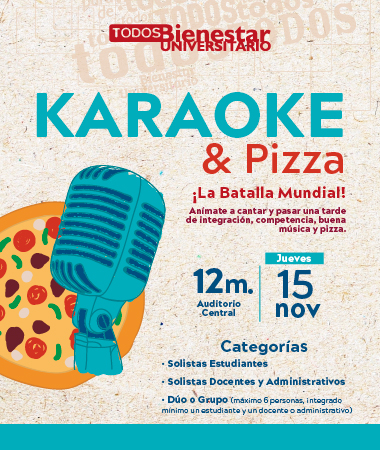 TODOSBienestar
UNIVERSITARIO
KARAOKE
& Pizza
¡La Batalla Mundial!
Anímate a cantar y pasar una tarde
de integración, competencia, buena
música y pizza.
12m.
Auditorio
Central
Jueves
15
nov
Categorías
· Solistas Estudiantes
· Solistas Docentes y Administrativos
· Dúo o Grupo (máximo 6 personas, integrado
mínimo un estudiante y un docente o administrativo)